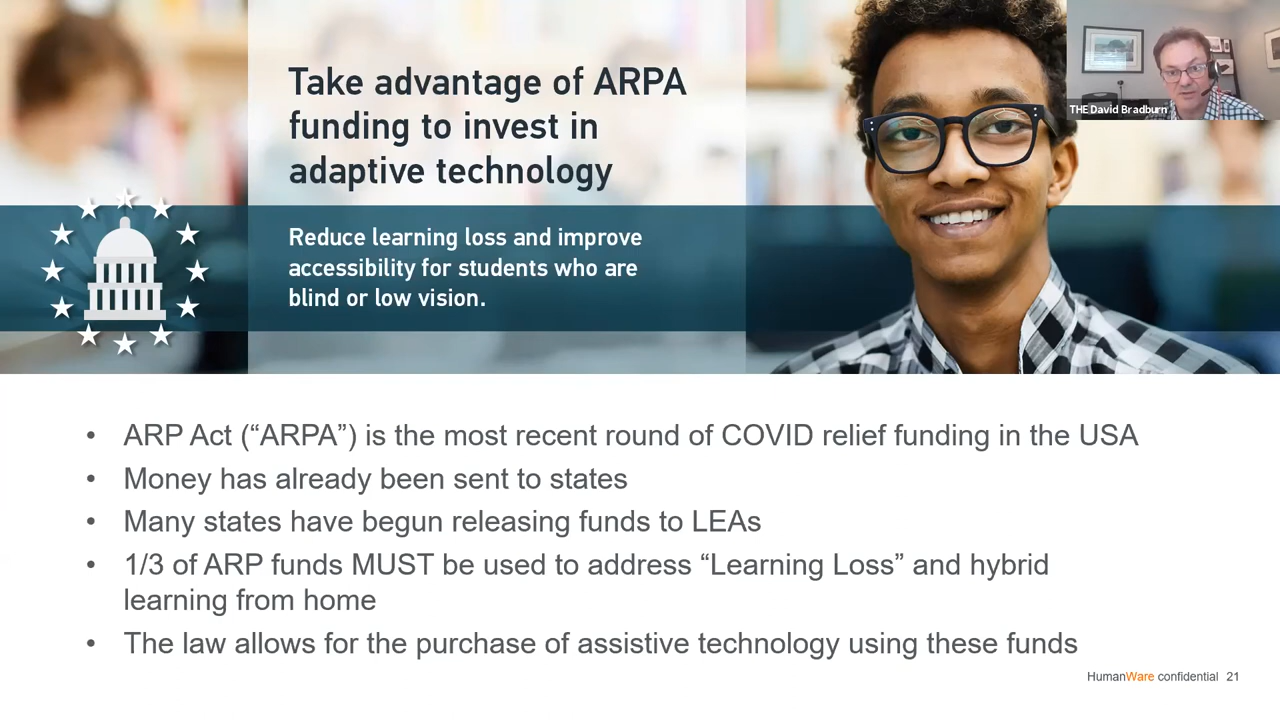 Take advantage of ARPA
funding to invest in
adaptive technology
Reduce learning loss and improve
accessibility for students who are
blind or low vision.
THE David Bradburn
• ARP Act (“ARPA”) is the most recent round of COVID relief funding in the USA
• Money has already been sent to states
• Many states have begun releasing funds to LEAs
• 1/3 of ARP funds MUST be used to address “Learning Loss” and hybrid
learning from home
• The law allows for the purchase of assistive technology using these funds
HumanWare confidential 21